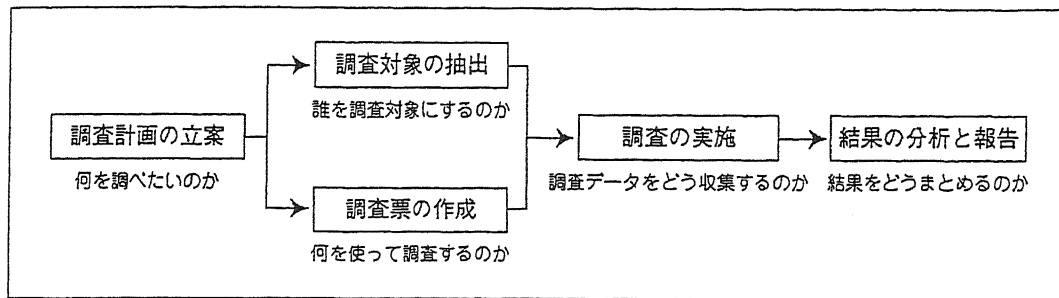 調査対象の抽出
誰を調査対象にするのか
調査計画の立案
何を調べたいのか
調査の実施
調査データをどう収集するのか
結果の分析と報告
結果をどうまとめるのか
調査票の作成
何を使って調査するのか